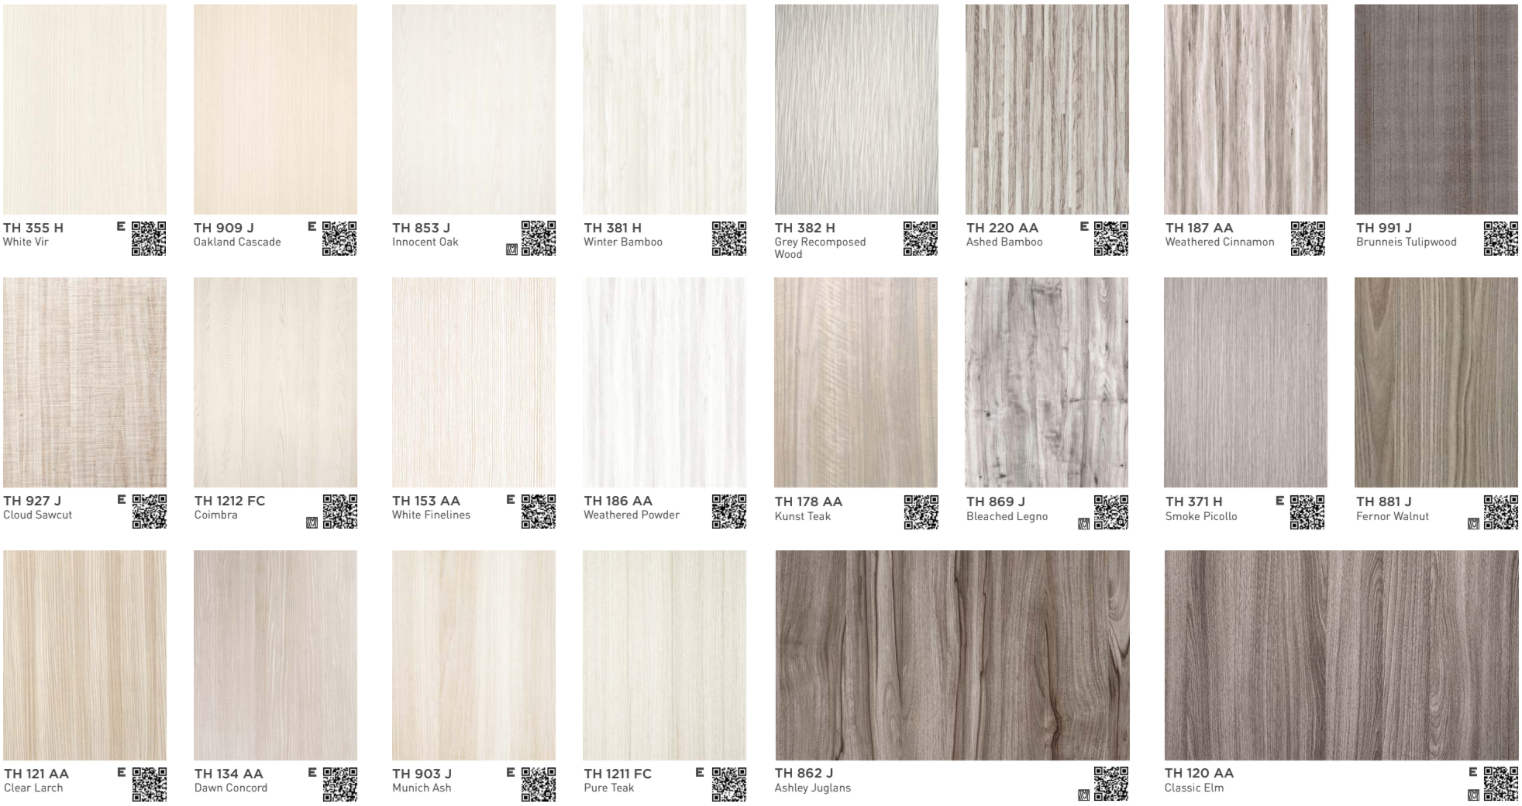 TH 355 H E
White Vir
TH 909 J E
Oakland Cascade
TH 853 J
Innocent Oak
TH 381 H
Winter Bamboo
TH 382 H
Grey Recomposed
Wood
TH 220 AA E
Ashed Bamboo
TH 187 AA
Weathered Cinnamon
TH 991 J
Brunneis Tulipwood
TH 927 J E
Cloud Sawcut
TH 1212 FC
Coimbra
TH 153 AA E
White Finelines
TH 186 AA
Weathered Powder
TH 178 AA
Kunst Teak
TH 869 J
Bleached Legno
TH 371 H E
Smoke Picollo
TH 881 J
Fernor Walnut
TH 121 AA E
Clear Larch
TH 134 AA E
Dawn Concord
TH 903 J E
Munich Ash
TH 1211 FC E
Pure Teak
TH 862 J
Ashley Juglans
TH 120 AA E
Classic Elm